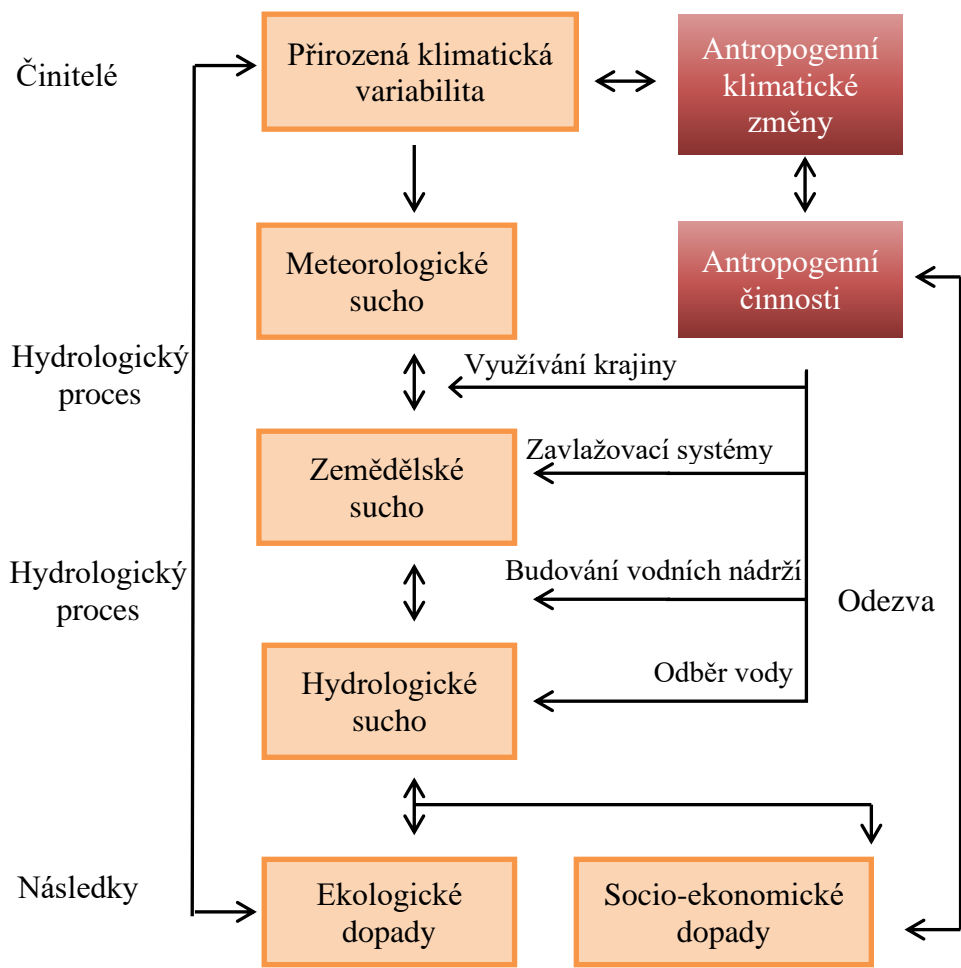 Činitelé
Přirozená klimatická
variabilita
Antropogenní
klimatické
změny
Meteorologické
sucho
Antropogenní
činnosti
Hydrologický
proces
Využívání krajiny
Zemědělské
sucho
Zavlažovací systémy
Hydrologický
proces
Budování vodních nádrží
Odezva
Hydrologické
sucho
Odběr vody
Následky
Ekologické
dopady
Socio-ekonomické
dopady